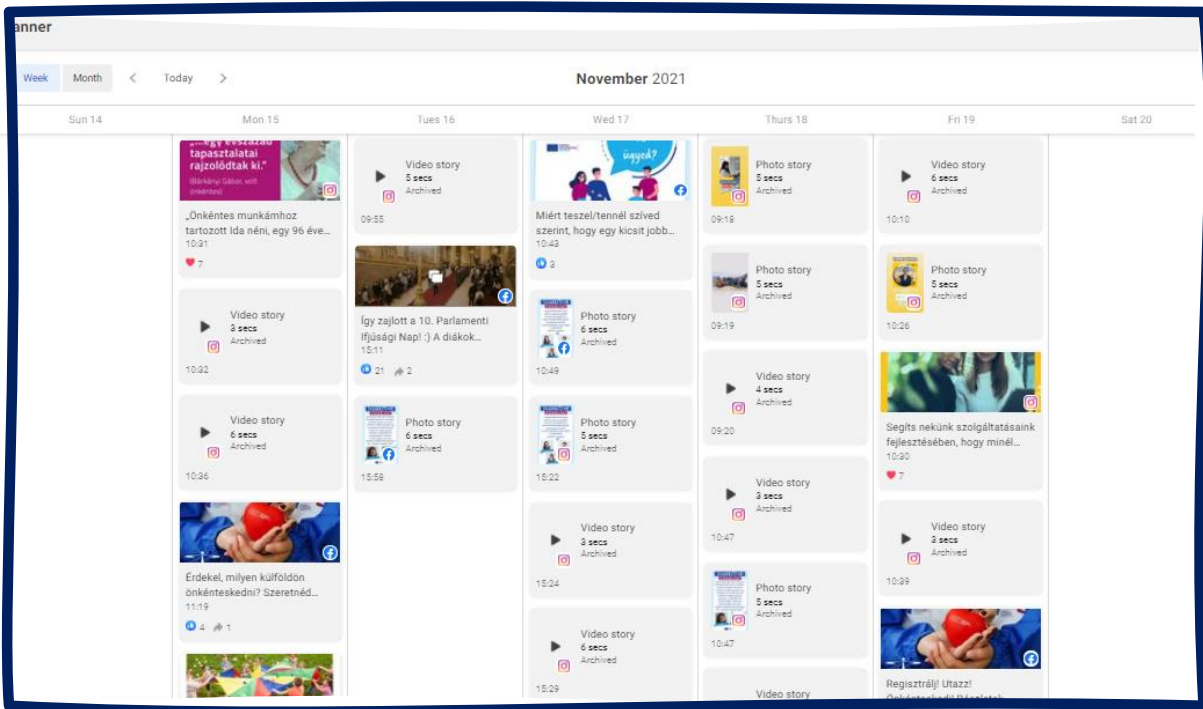 anner
Week Month < Today >
November 2021
Sun 14
Mon 15
Tues 16
Wed 17
Thurs 18
Fri 19
Sat 20
„...egy évszázad
tapasztalatai
rajzolódtak ki."
(Bárkányi Gábor, volt
önkéntes)
„Önkéntes munkámhoz
tartozott Ida néni, egy 96 éve...
10:31
7
Video story
3 secs
Archived
10:32
Video story
6 secs
Archived
10:36
Érdekel, milyen külföldön
önkénteskedni? Szeretnéd...
11:19
4 1
Video story
5 secs
Archived
09:55
Így zajlott a 10. Parlamenti
Ifjúsági Nap! :) A diákok...
15:11
21 2
Photo story
6 secs
Archived
15:58
ügyed?
Miért teszel/tennél szíved
szerint, hogy egy kicsit jobb...
10:43
3
Photo story
6 secs
Archived
10:49
Photo story
5 secs
Archived
15:22
Video story
3 secs
Archived
15:24
Video story
6 secs
Archived
15:29
Photo story
5 secs
Archived
09:18
Photo story
5 secs
Archived
09:19
Video story
4 secs
Archived
09:20
Video story
3 secs
Archived
10:47
Photo story
5 secs
Archived
10:47
Video story
Video story
6 secs
Archived
10:10
Photo story
5 secs
Archived
10:26
Segíts nekünk szolgáltatásaink
fejlesztésében, hogy minél...
10:30
7
Video story
3 secs
Archived
10:39
Regisztrálj! Utazz!
Önkénteskedj! Részletek